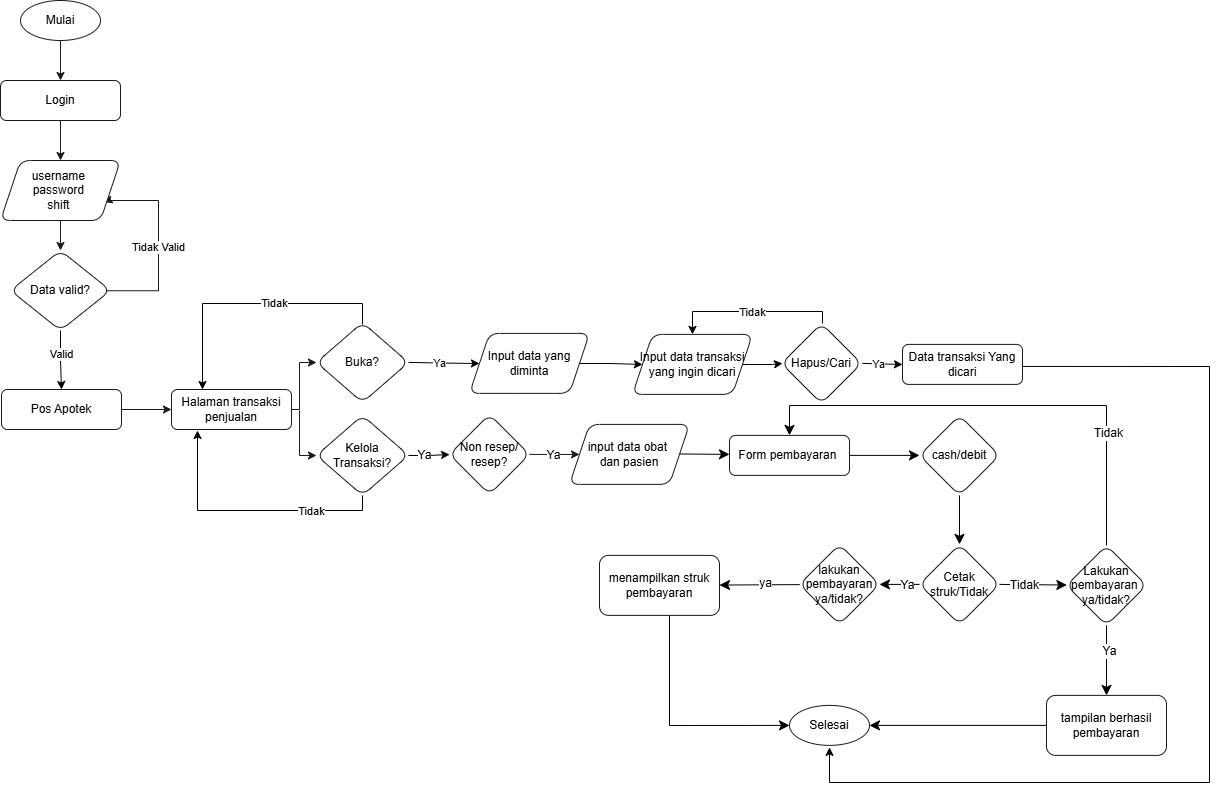 Mulai
Login
username
password
shift
Tidak Valid
Data valid?
Valid
Pos Apotek
Halaman transaksi
penjualan
Tidak
Buka?
Ya
Input data yang
diminta
Input data transaksi
yang ingin dicari
Tidak
Hapus/Cari
Ya
Data transaksi Yang
dicari
Kelola
Transaksi?
Tidak
Ya
Non resep/
resep?
Ya
input data obat
dan pasien
Form pembayaran
cash/debit
Tidak
menampilkan struk
pembayaran
ya
lakukan
pembayaran
ya/tidak?
Ya
Cetak
struk/Tidak
Tidak
Lakukan
pembayaran
ya/tidak?
Ya
Selesai
tampilan berhasil
pembayaran